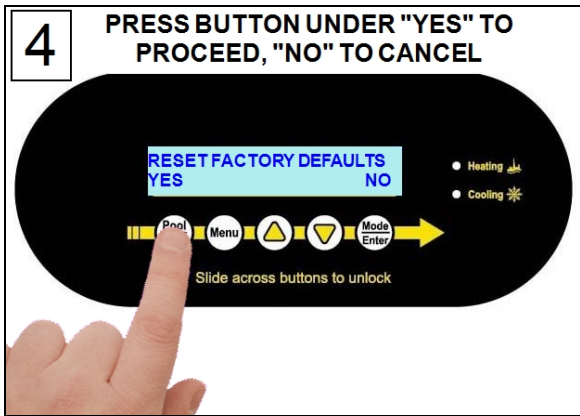 4
PRESS BUTTON UNDER "YES" TO
PROCEED, "NO" TO CANCEL
RESET FACTORY DEFAULTS
YES NO
Heating
Cooling
Pool
Menu
Mode
Enter
Slide across buttons to unlock